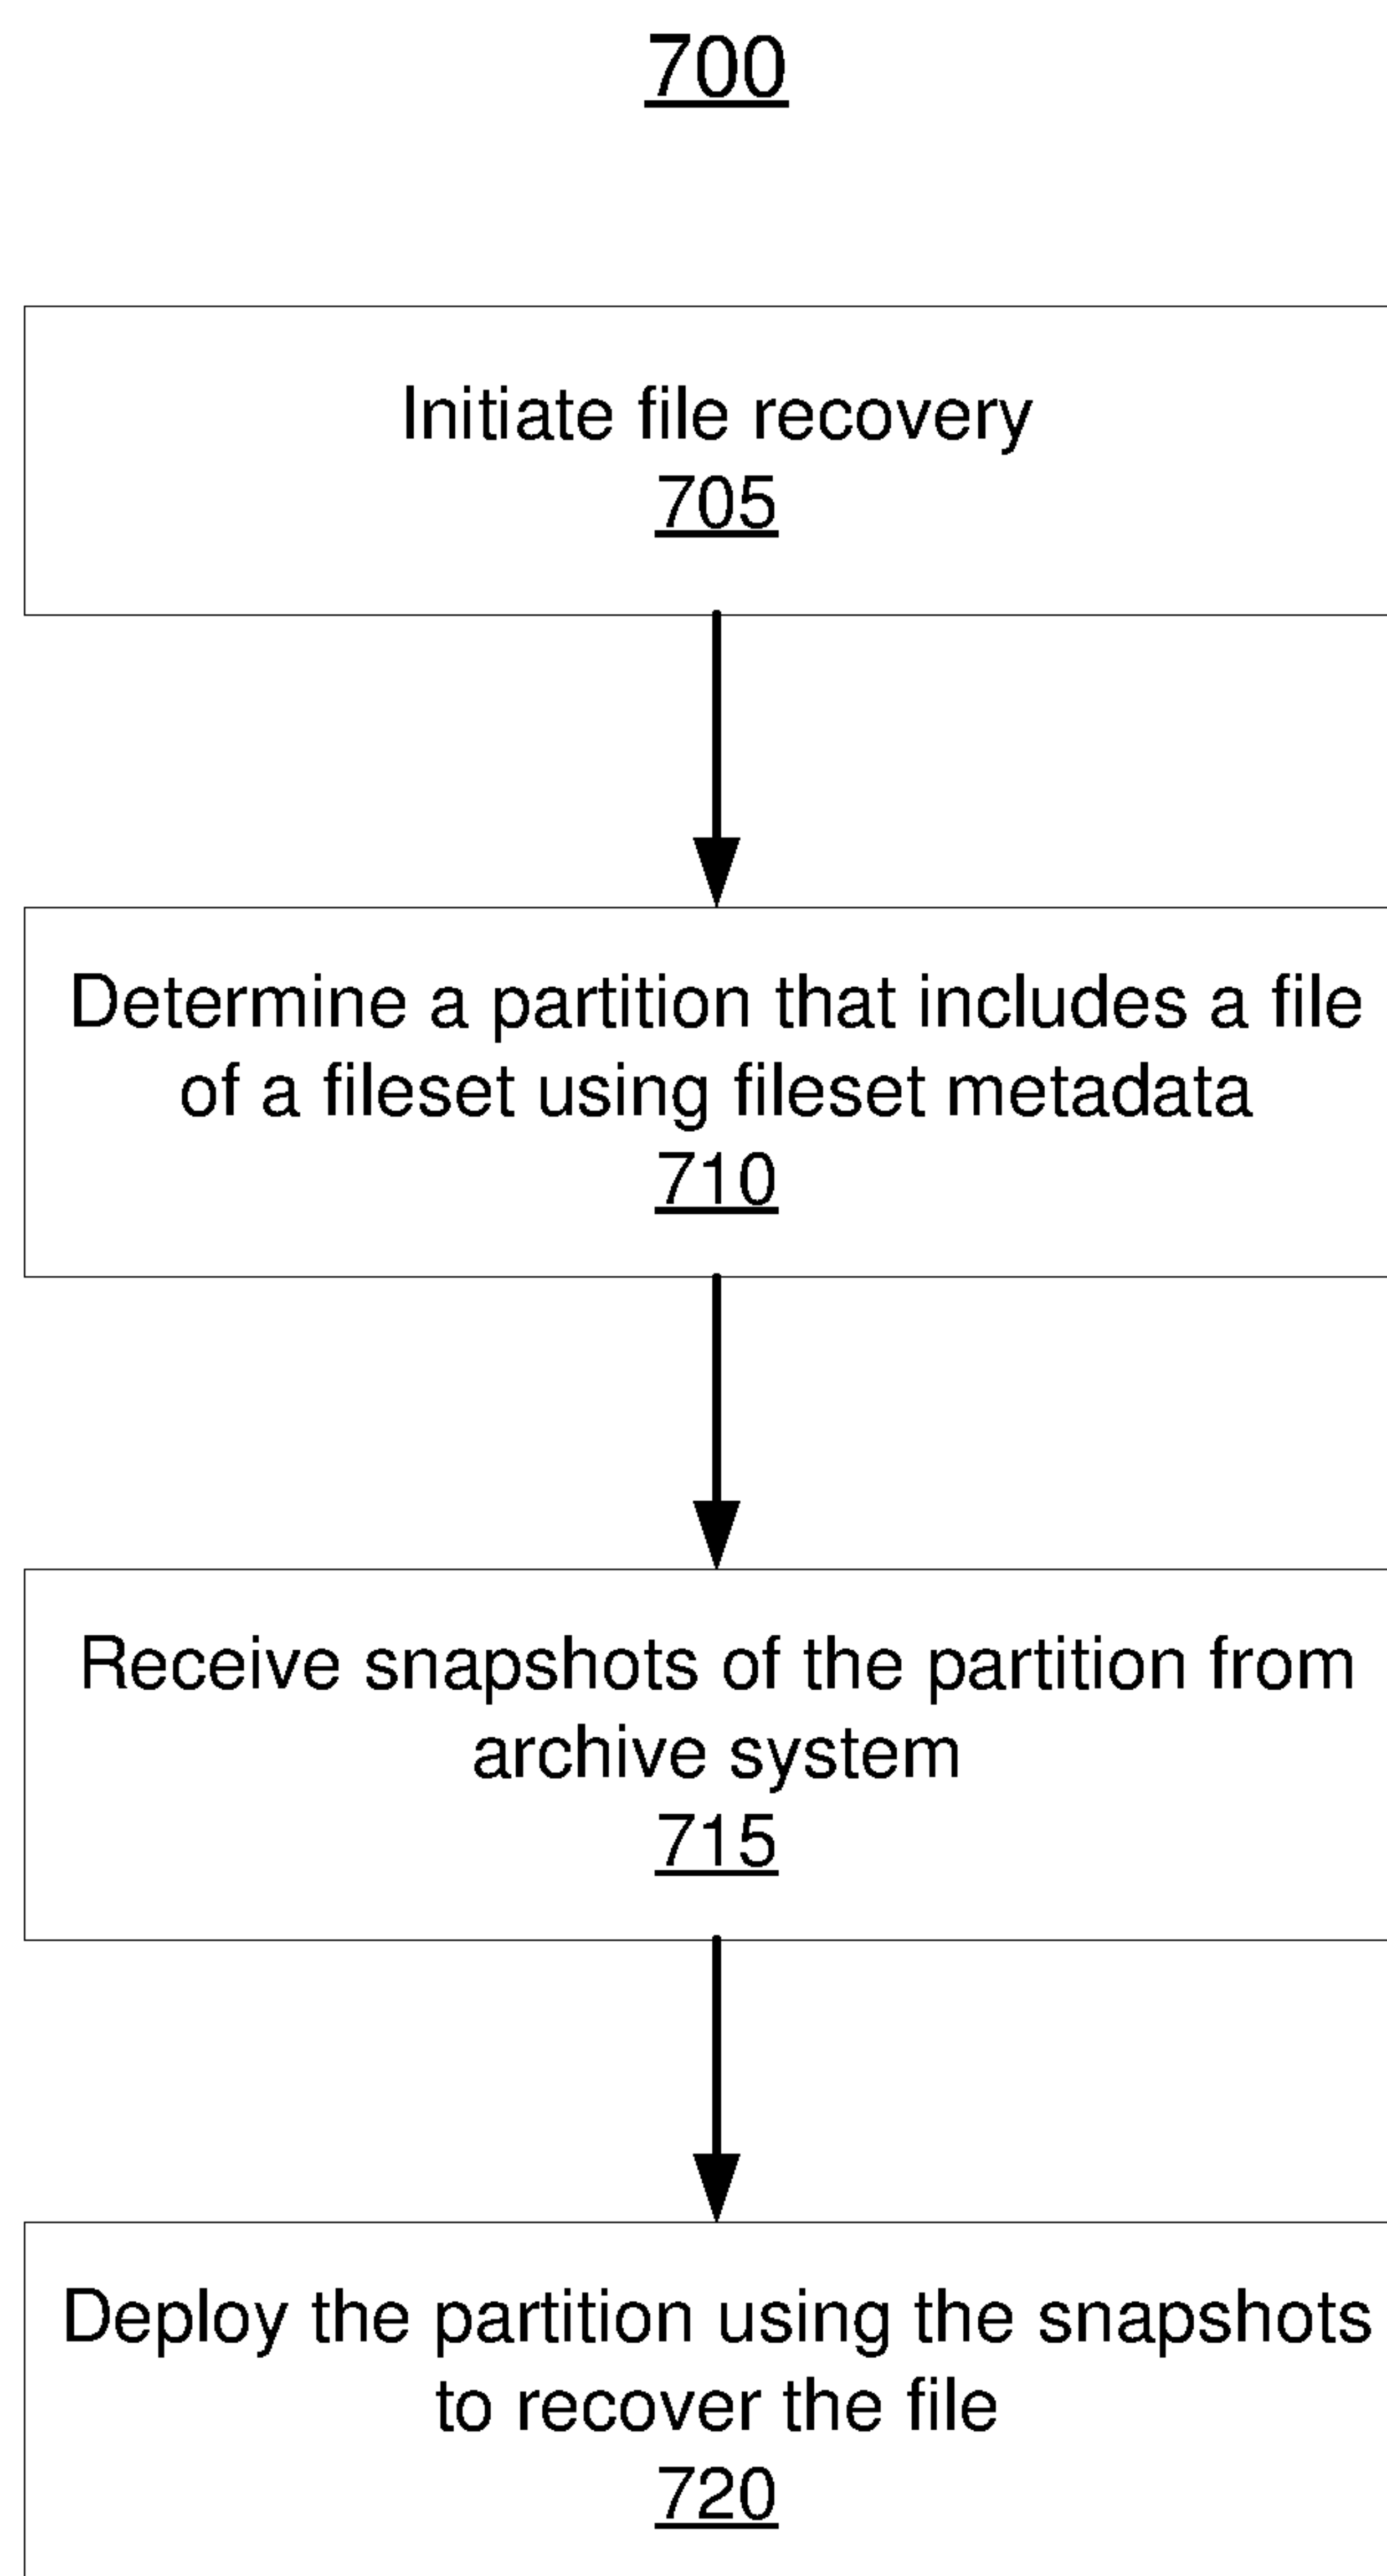 700
Initiate file recovery
705
Determine a partition that includes a file
of a fileset using fileset metadata
710
Receive snapshots of the partition from
archive system
715
Deploy the partition using the snapshots
to recover the file
720